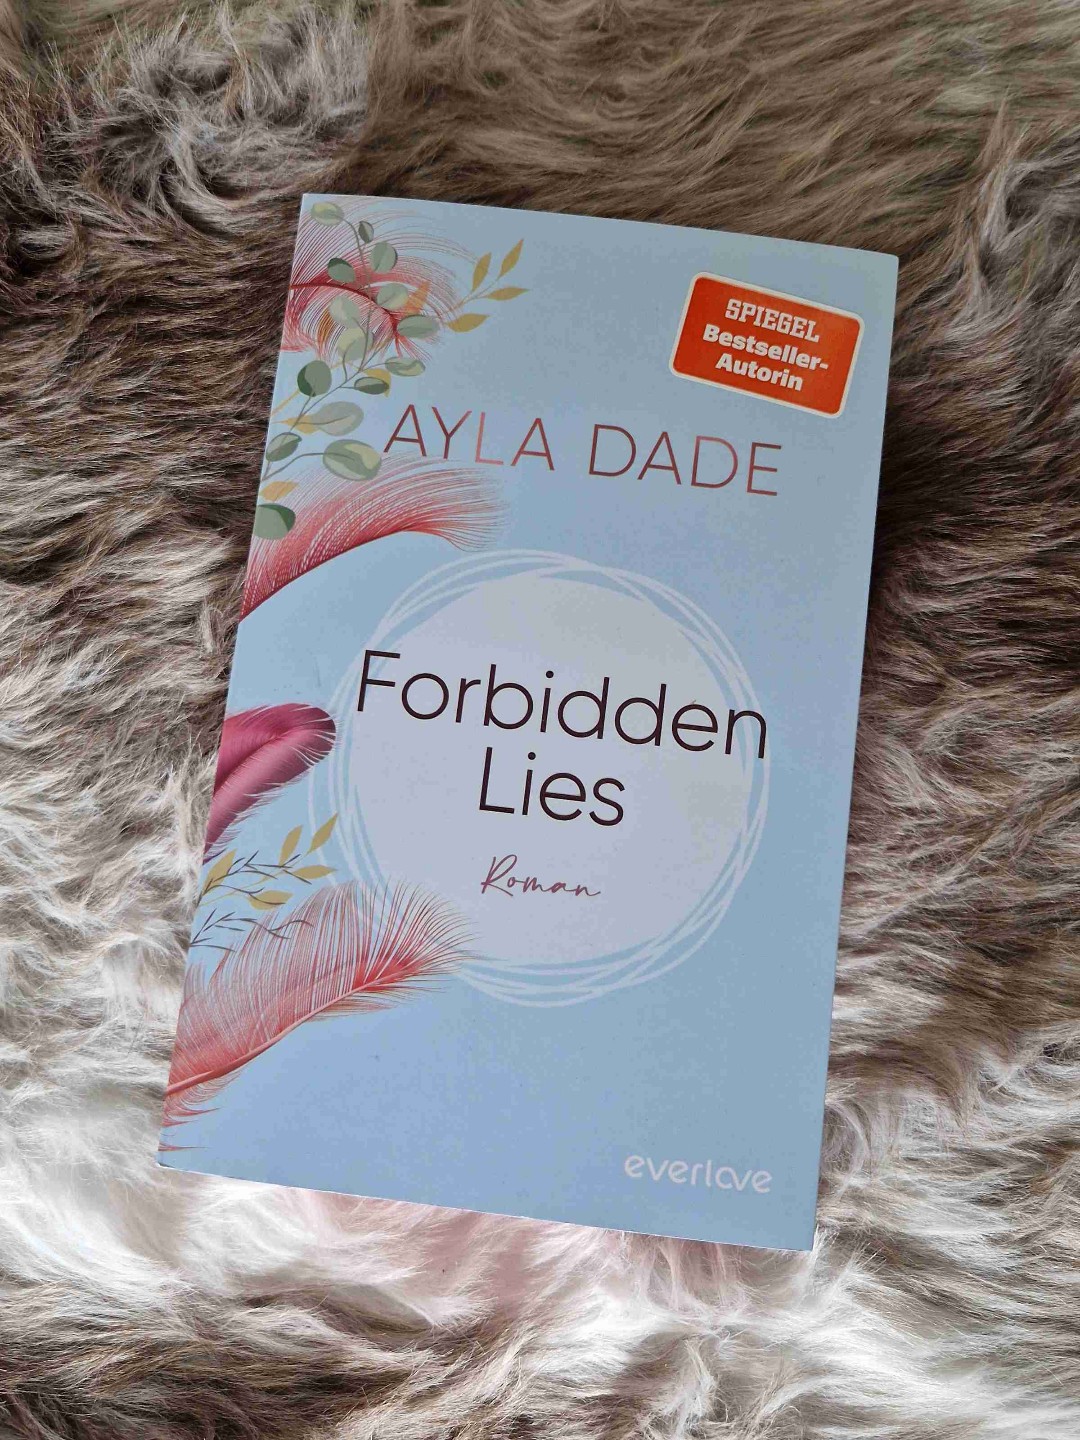 SPIEGEL
Bestseller-
Autorin
AYLA DADE
Forbidden
Lies
Roman
everlove